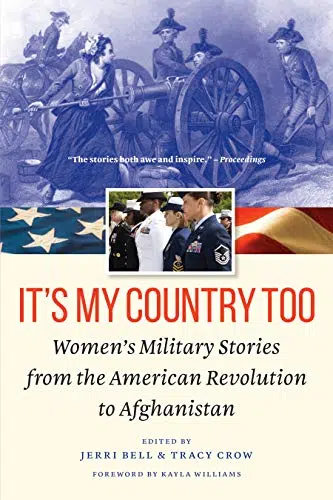 “The stories both awe and inspire.” – Proceedings
IT’S MY COUNTRY TOO
Women’s Military Stories
from the American Revolution
to Afghanistan
EDITED BY
JERRI BELL & TRACY CROW
FOREWORD BY KAYLA WILLIAMS